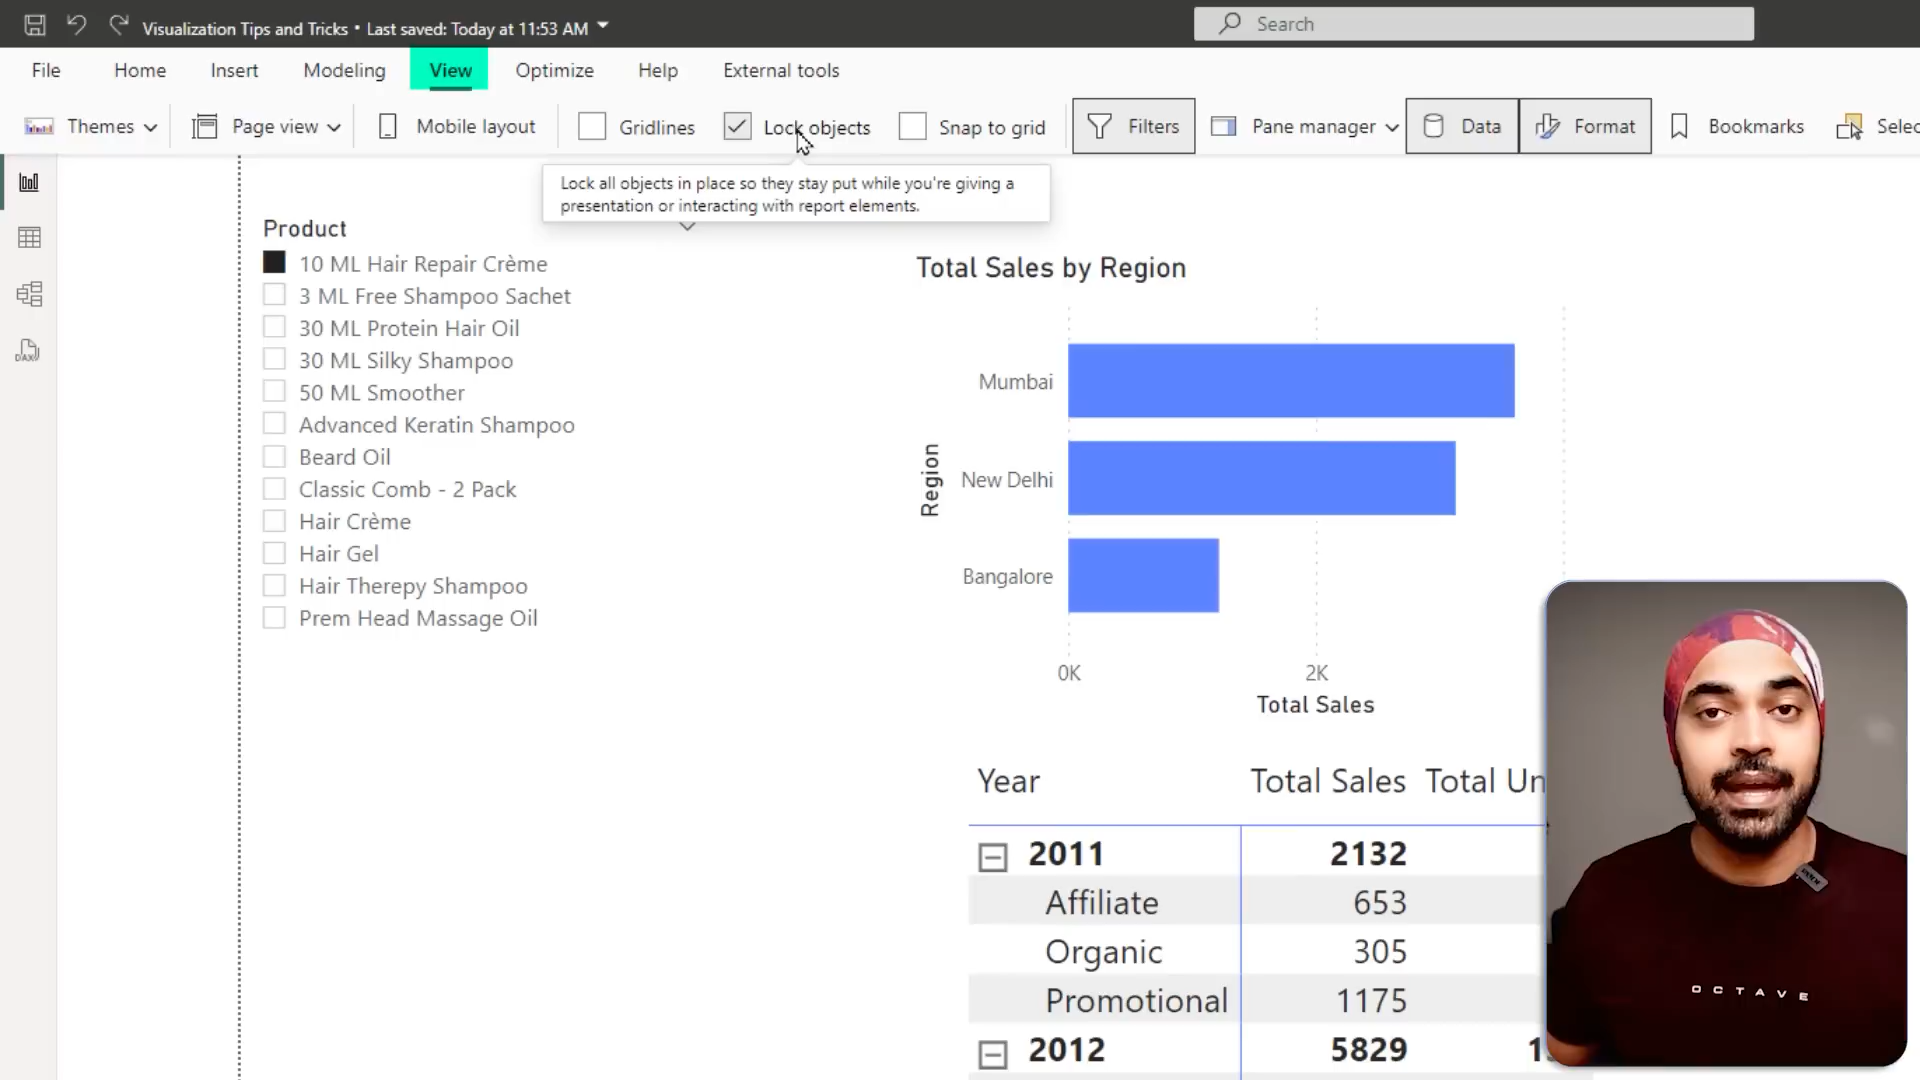 Visualization Tips and Tricks • Last saved: Today at 11:53 AM
Search
File Home Insert Modeling View Optimize Help External tools
Themes Page view Mobile layout Gridlines Lock objects Snap to grid Filters Pane manager Data Format Bookmarks Selec
Lock all objects in place so they stay put while you're giving a
presentation or interacting with report elements.
DAX
Product
10 ML Hair Repair Crème
3 ML Free Shampoo Sachet
30 ML Protein Hair Oil
30 ML Silky Shampoo
50 ML Smoother
Advanced Keratin Shampoo
Beard Oil
Classic Comb - 2 Pack
Hair Crème
Hair Gel
Hair Therepy Shampoo
Prem Head Massage Oil
Total Sales by Region
Region
Mumbai
New Delhi
Bangalore
0K 2K
Total Sales
Year Total Sales Total Un
2011 2132
Affiliate 653
Organic 305
Promotional 1175
2012 5829
OCTAVE